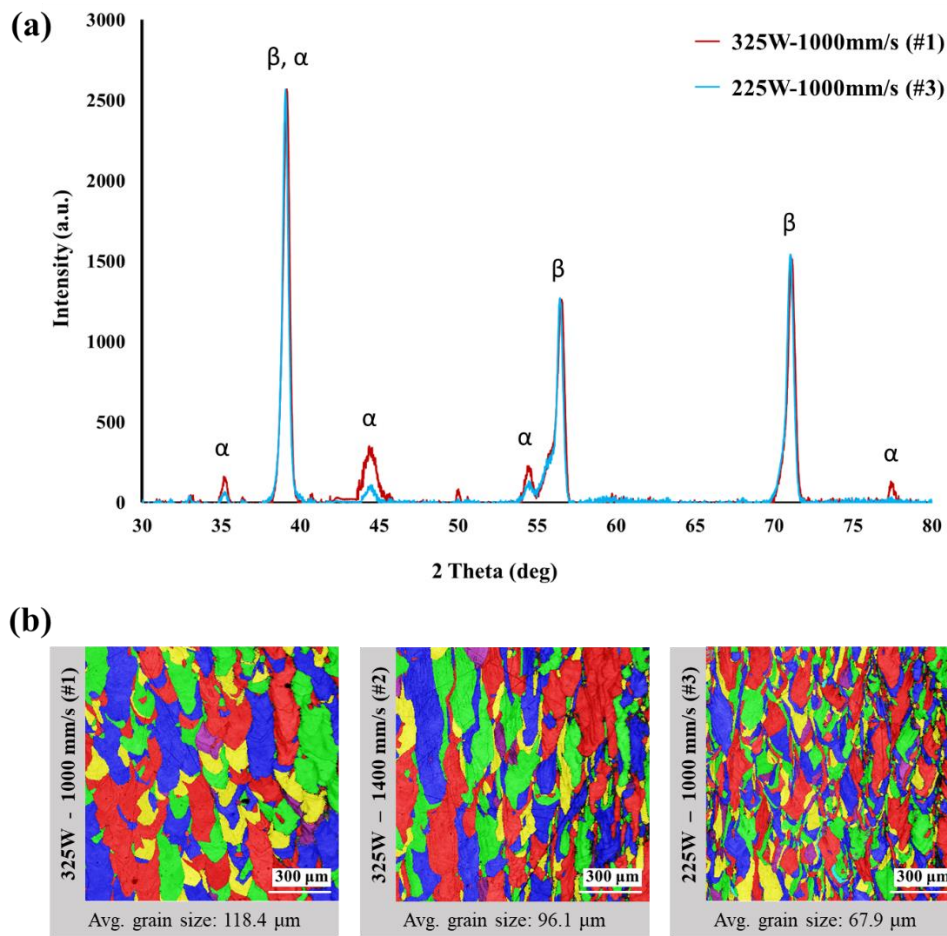 (a)
3000
2500
2000
1500
1000
500
0
Intensity (a.u.)
β, α
β
β
α
α
α
α
325W-1000mm/s (#1)
225W-1000mm/s (#3)
30 35 40 45 50 55 60 65 70 75 80
2 Theta (deg)
(b)
325W - 1000 mm/s (#1)
300 µm
Avg. grain size: 118.4 µm
325W – 1400 mm/s (#2)
300 µm
Avg. grain size: 96.1 µm
225W – 1000 mm/s (#3)
300 µm
Avg. grain size: 67.9 µm